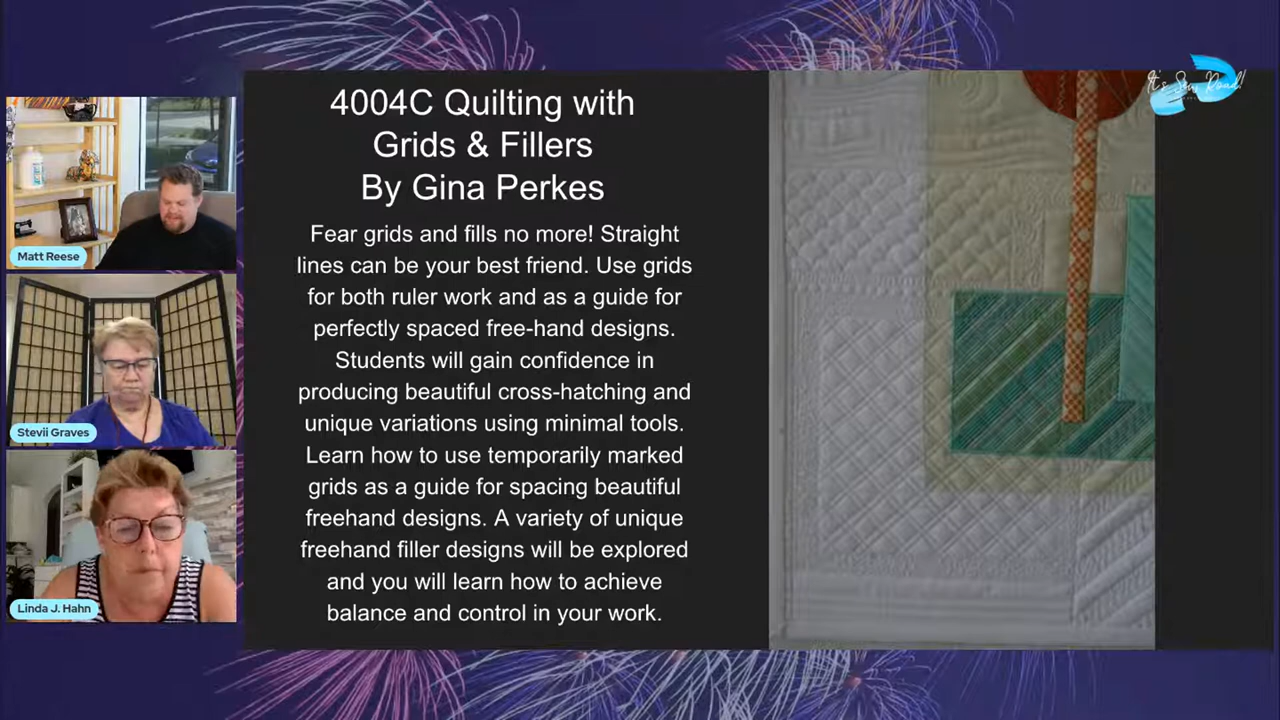 4004C Quilting with
Grids & Fillers
By Gina Perkes
Fear grids and fills no more! Straight
lines can be your best friend. Use grids
for both ruler work and as a guide for
perfectly spaced free-hand designs.
Students will gain confidence in
producing beautiful cross-hatching and
unique variations using minimal tools.
Learn how to use temporarily marked
grids as a guide for spacing beautiful
freehand designs. A variety of unique
freehand filler designs will be explored
and you will learn how to achieve
balance and control in your work.
Matt Reese
Stevii Graves
Linda J. Hahn
It's Sew Road!